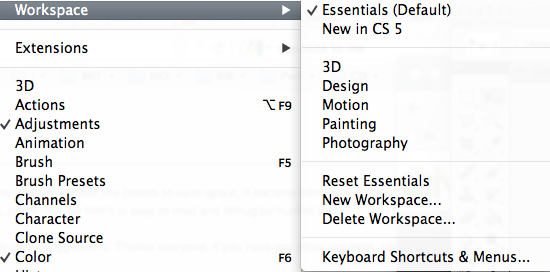 Workspace
Extensions
3D
Actions ⌥ F9
Adjustments
Animation
Brush F5
Brush Presets
Channels
Character
Clone Source
✓ Color F6
✓ Essentials (Default)
New in CS 5
3D
Design
Motion
Painting
Photography
Reset Essentials
New Workspace...
Delete Workspace...
Keyboard Shortcuts & Menus...